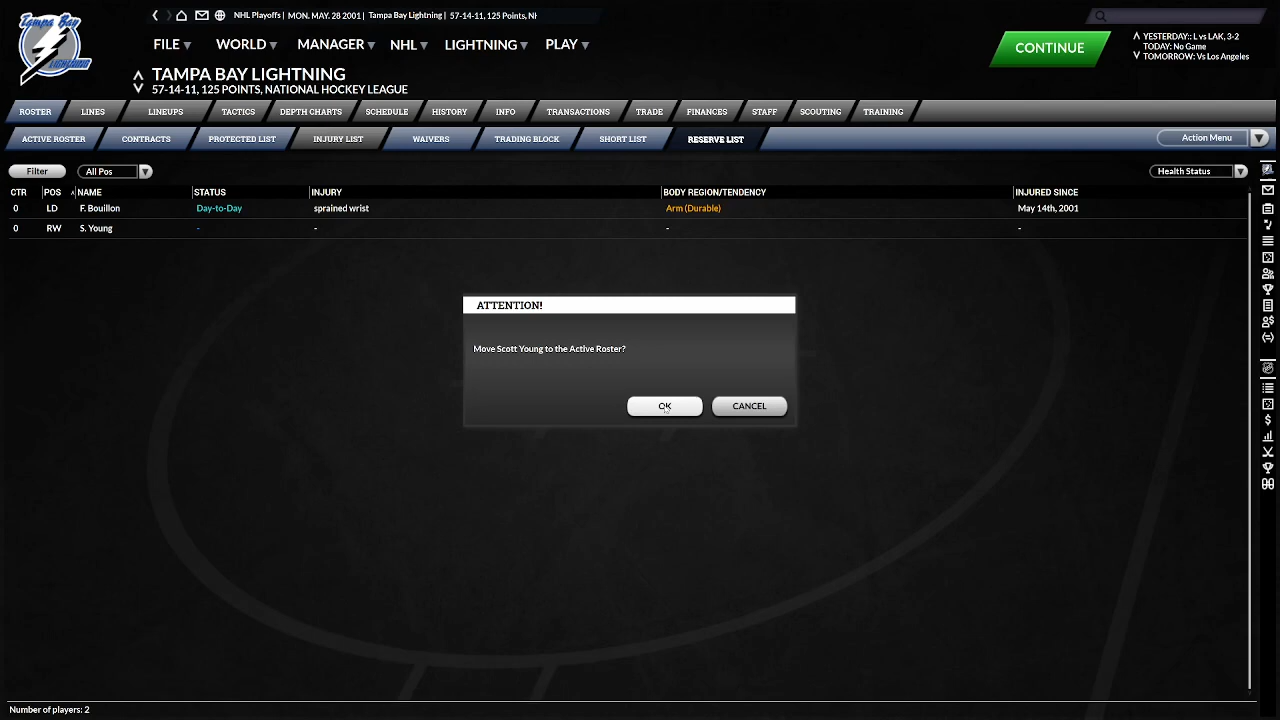 Tampa Bay
LIGHTNING
NHL Playoffs | MON. MAY. 28 2001 | Tampa Bay Lightning | 57-14-11, 125 Points, NH
FILE WORLD MANAGER NHL LIGHTNING PLAY
CONTINUE
YESTERDAY:: L vs LAK, 3-2
TODAY: No Game
TOMORROW: Vs Los Angeles
TAMPA BAY LIGHTNING
57-14-11, 125 POINTS, NATIONAL HOCKEY LEAGUE
ROSTER LINES LINEUPS TACTICS DEPTH CHARTS SCHEDULE HISTORY INFO TRANSACTIONS TRADE FINANCES STAFF SCOUTING TRAINING
ACTIVE ROSTER CONTRACTS PROTECTED LIST INJURY LIST WAIVERS TRADING BLOCK SHORT LIST RESERVE LIST Action Menu
Filter All Pos Health Status
CTR POS NAME STATUS INJURY BODY REGION/TENDENCY INJURED SINCE
0 LD F. Bouillon Day-to-Day sprained wrist Arm (Durable) May 14th, 2001
0 RW S. Young - - - -
ATTENTION!
Move Scott Young to the Active Roster?
OK CANCEL
Number of players: 2